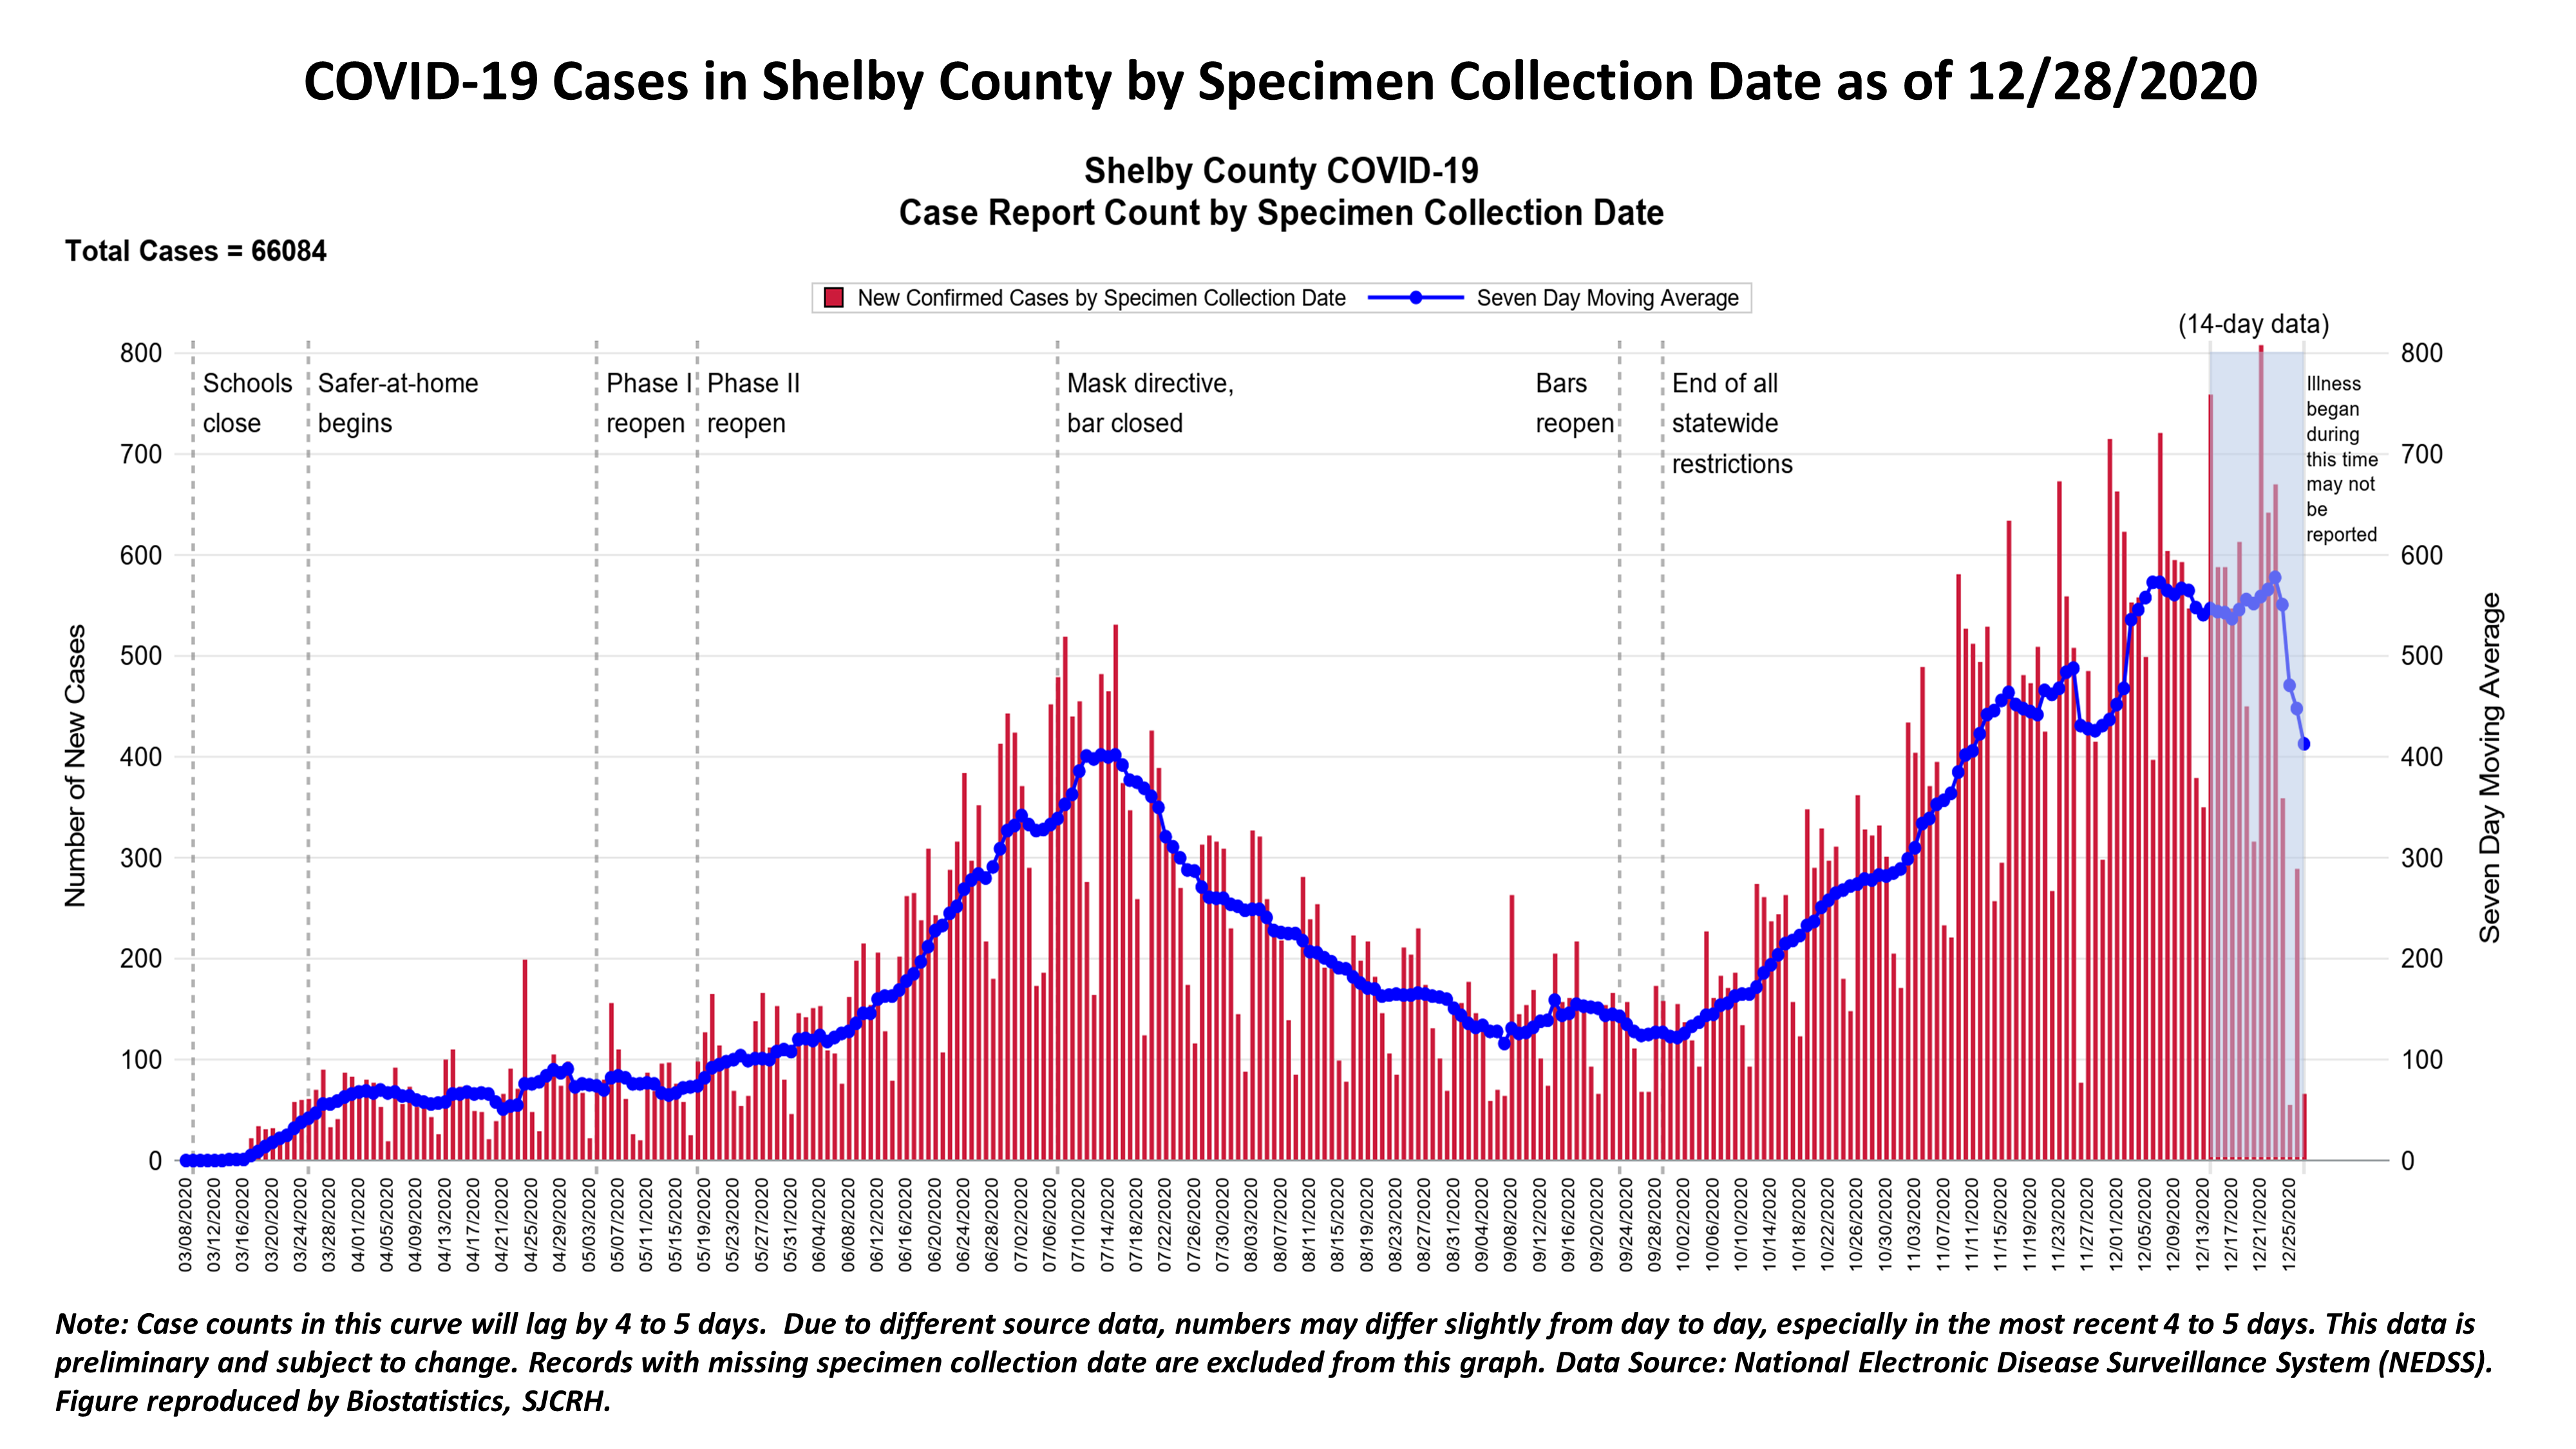 COVID-19 Cases in Shelby County by Specimen Collection Date as of 12/28/2020
Shelby County COVID-19
Case Report Count by Specimen Collection Date
Total Cases = 66084
New Confirmed Cases by Specimen Collection Date
Seven Day Moving Average
(14-day data)
800
700
600
500
400
300
200
100
0
Number of New Cases
Schools
close
Safer-at-home
begins
Phase I
reopen
Phase II
reopen
Mask directive,
bar closed
Bars
reopen
End of all
statewide
restrictions
Illness
began
during
this time
may not
be
reported
800
700
600
500
400
300
200
100
0
Seven Day Moving Average
03/08/2020
03/12/2020
03/16/2020
03/20/2020
03/24/2020
03/28/2020
04/01/2020
04/05/2020
04/09/2020
04/13/2020
04/17/2020
04/21/2020
04/25/2020
04/29/2020
05/03/2020
05/07/2020
05/11/2020
05/15/2020
05/19/2020
05/23/2020
05/27/2020
05/31/2020
06/04/2020
06/08/2020
06/12/2020
06/16/2020
06/20/2020
06/24/2020
06/28/2020
07/02/2020
07/06/2020
07/10/2020
07/14/2020
07/18/2020
07/22/2020
07/26/2020
07/30/2020
08/03/2020
08/07/2020
08/11/2020
08/15/2020
08/19/2020
08/23/2020
08/27/2020
08/31/2020
09/04/2020
09/08/2020
09/12/2020
09/16/2020
09/20/2020
09/24/2020
09/28/2020
10/02/2020
10/06/2020
10/10/2020
10/14/2020
10/18/2020
10/22/2020
10/26/2020
10/30/2020
11/03/2020
11/07/2020
11/11/2020
11/15/2020
11/19/2020
11/23/2020
11/27/2020
12/01/2020
12/05/2020
12/09/2020
12/13/2020
12/17/2020
12/21/2020
12/25/2020
Note: Case counts in this curve will lag by 4 to 5 days.  Due to different source data, numbers may differ slightly from day to day, especially in the most recent 4 to 5 days. This data is
preliminary and subject to change. Records with missing specimen collection date are excluded from this graph. Data Source: National Electronic Disease Surveillance System (NEDSS).
Figure reproduced by Biostatistics, SJCRH.